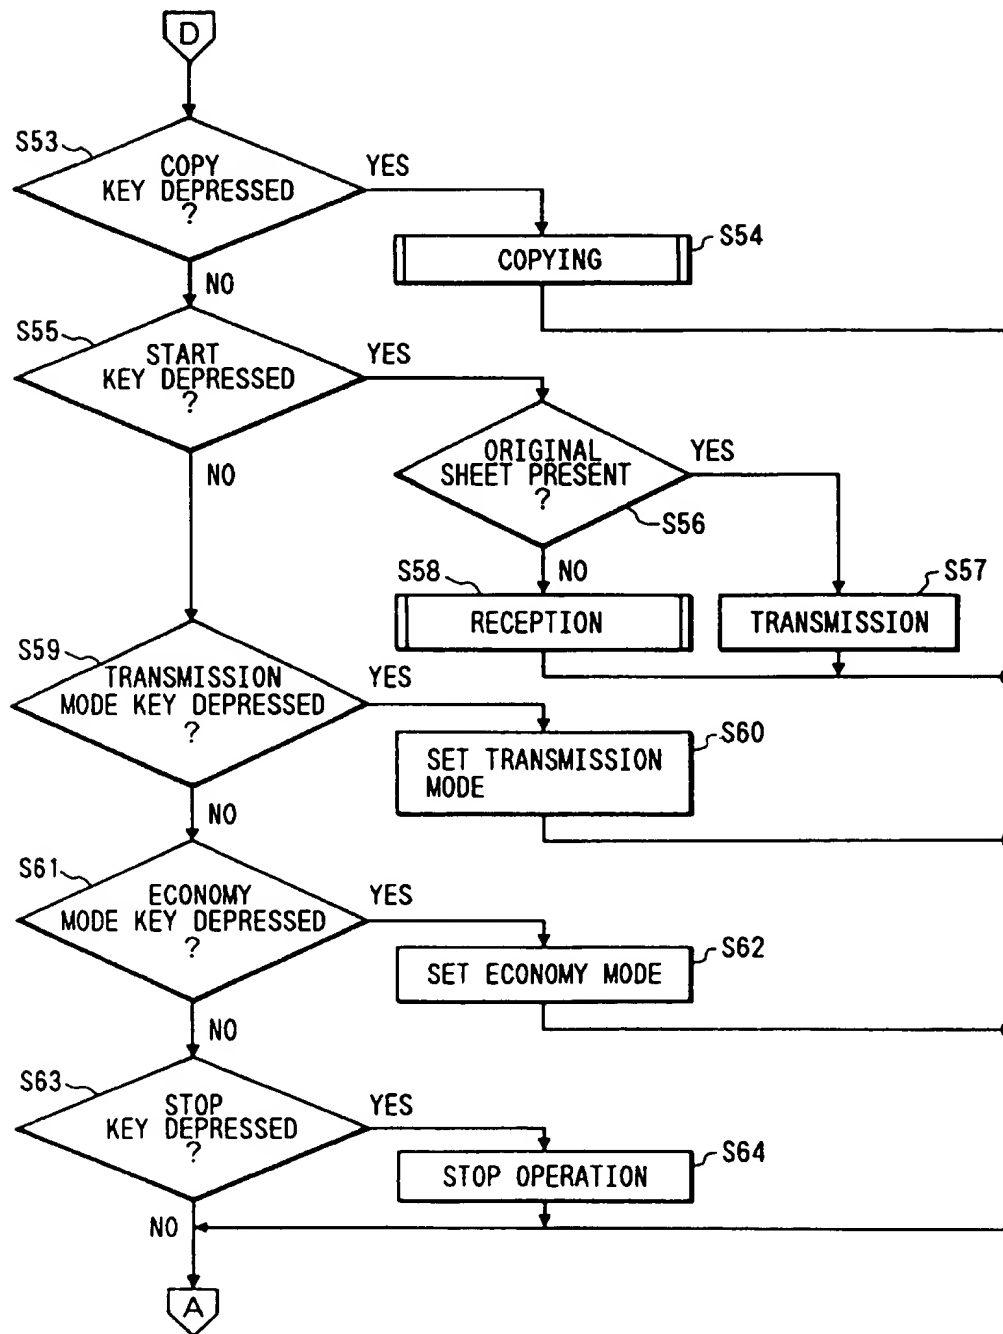 D
S53
COPY
KEY DEPRESSED
?
YES
S54
COPYING
NO
S55
START
KEY DEPRESSED
?
YES
NO
ORIGINAL
SHEET PRESENT
?
YES
S56
NO
S58
RECEPTION
S57
TRANSMISSION
S59
TRANSMISSION
MODE KEY DEPRESSED
?
YES
S60
SET TRANSMISSION
MODE
NO
S61
ECONOMY
MODE KEY DEPRESSED
?
YES
S62
SET ECONOMY MODE
NO
S63
STOP
KEY DEPRESSED
?
YES
S64
STOP OPERATION
NO
A